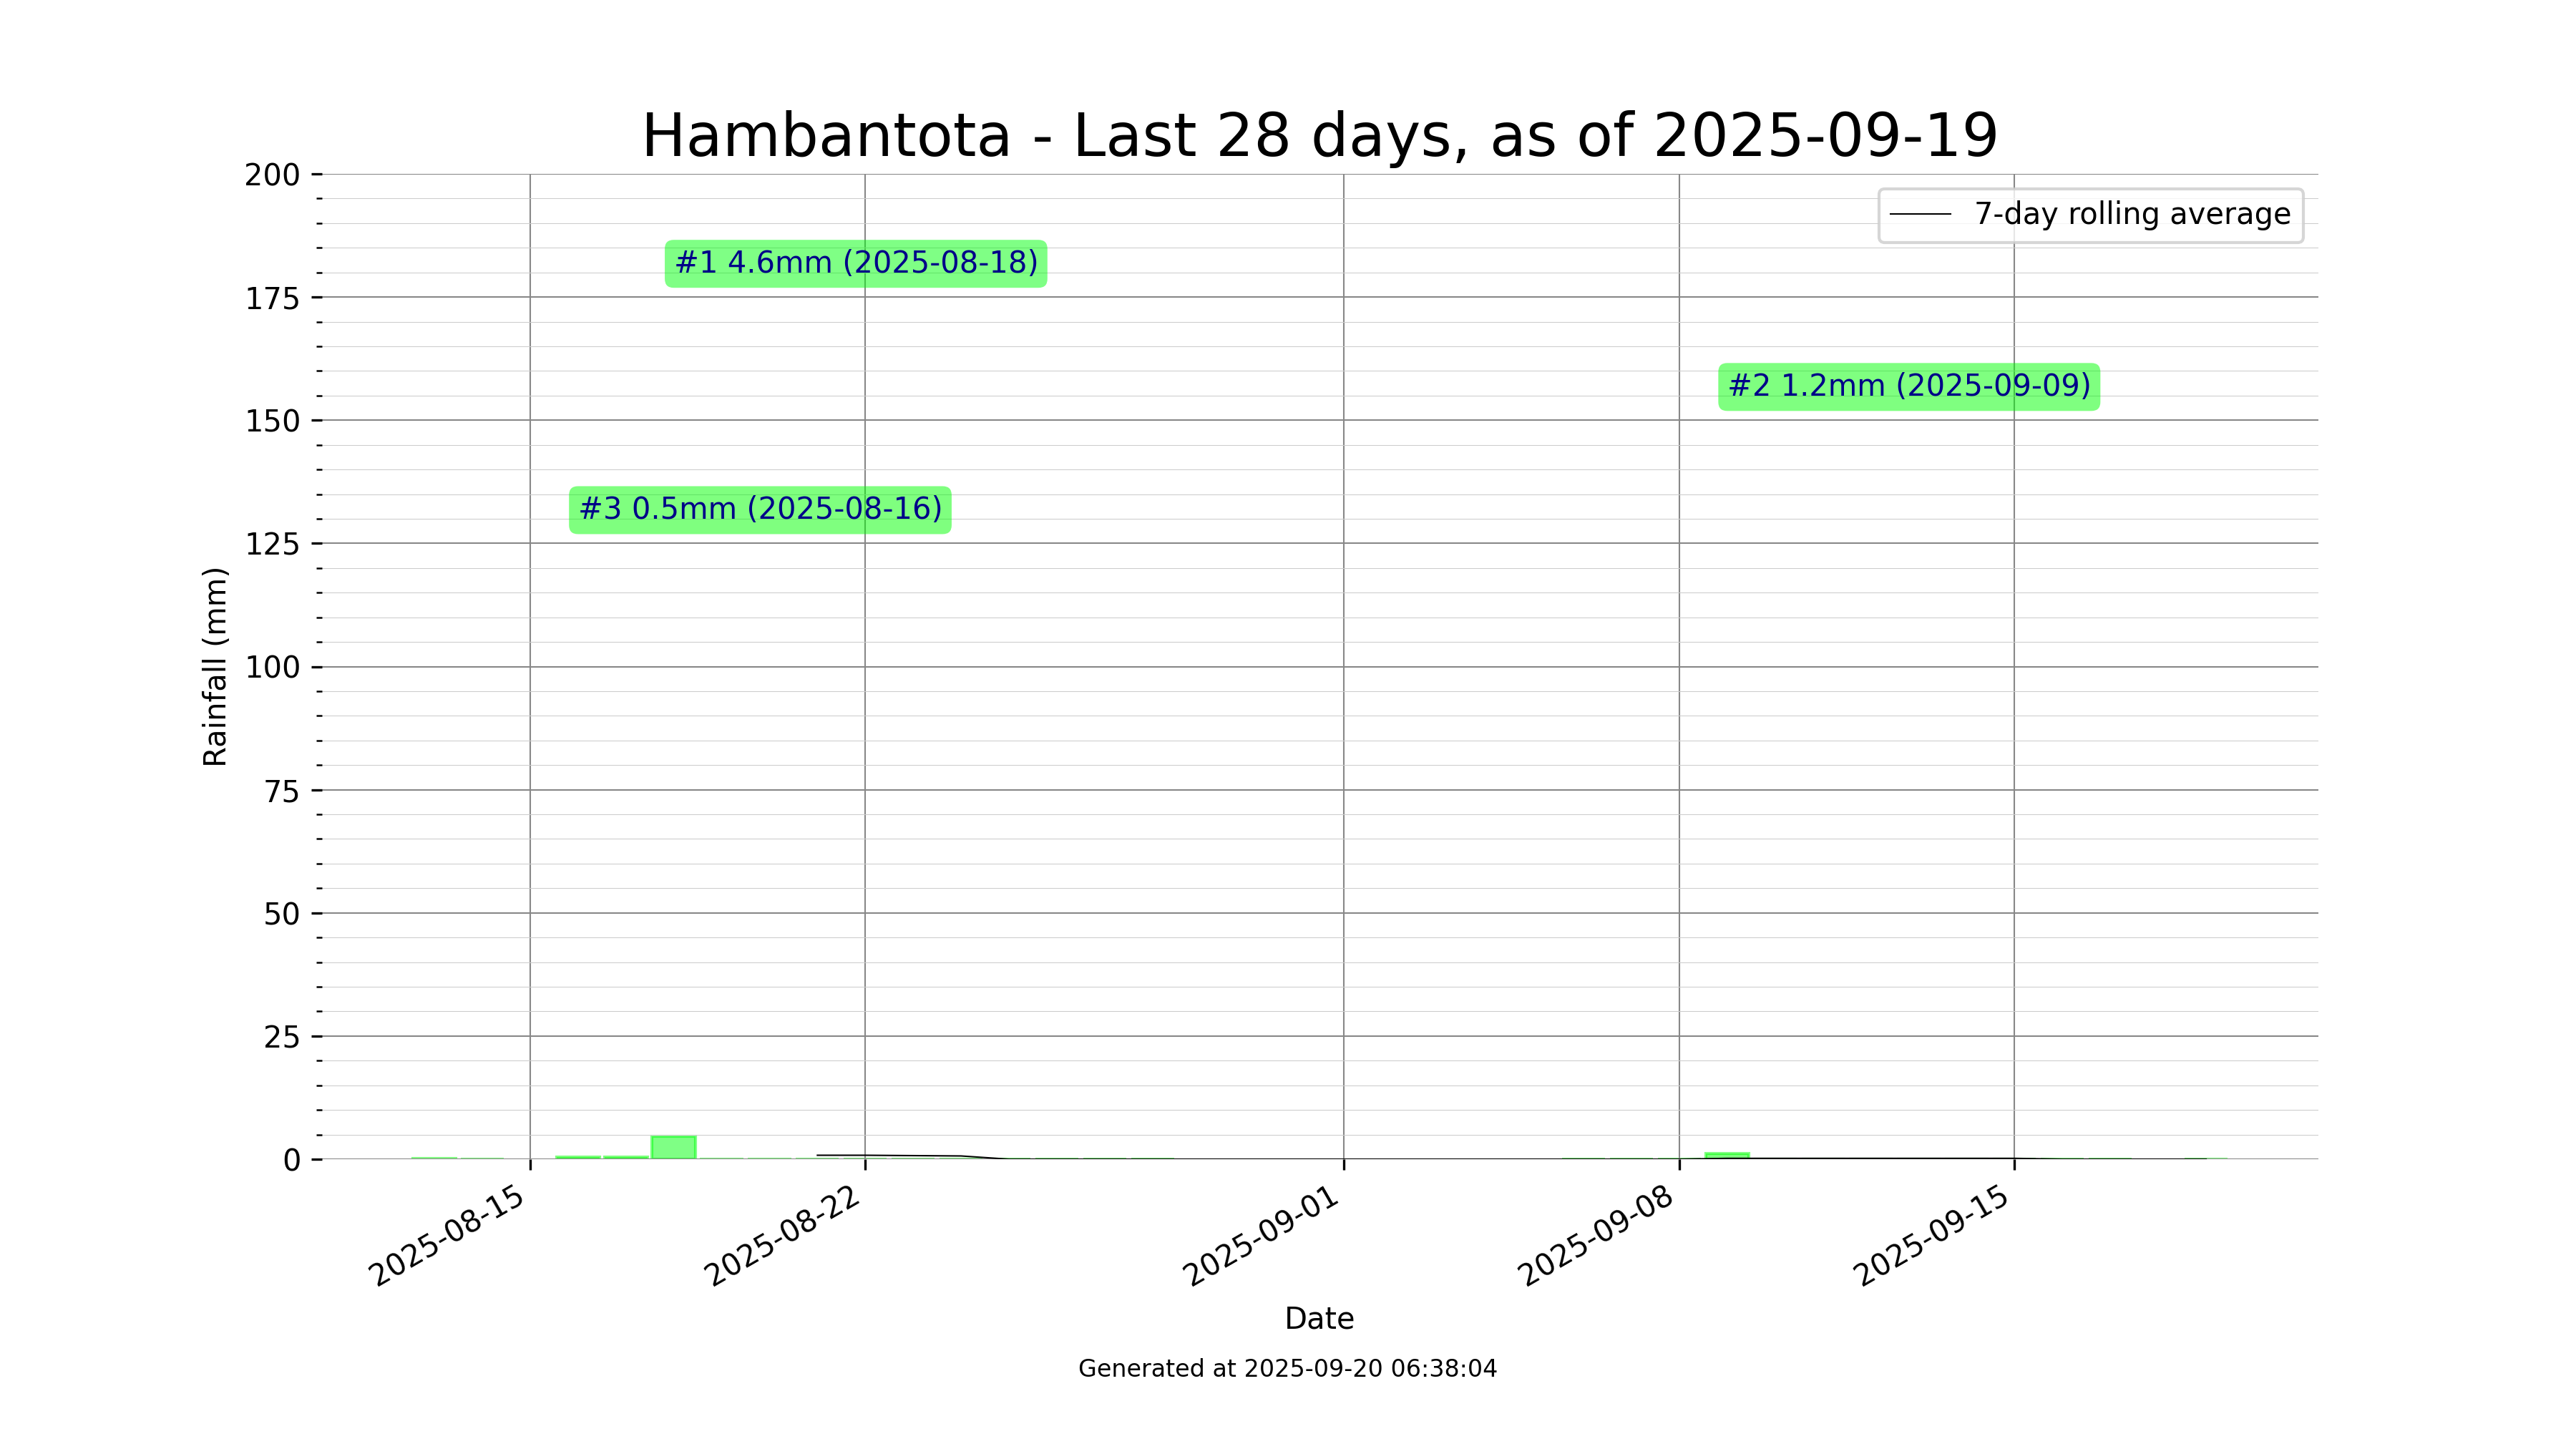 Hambantota - Last 28 days, as of 2025-09-19
200
175
150
125
100
75
50
25
0
Rainfall (mm)
7-day rolling average
#1 4.6mm (2025-08-18)
#2 1.2mm (2025-09-09)
#3 0.5mm (2025-08-16)
2025-08-15
2025-08-22
2025-09-01
2025-09-08
2025-09-15
Date
Generated at 2025-09-20 06:38:04